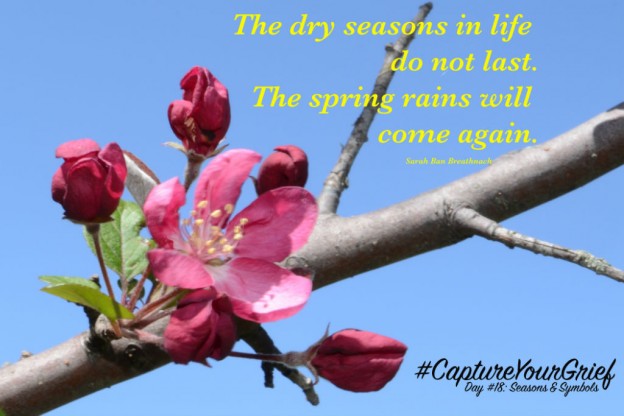 The dry seasons in life
do not last.
The spring rains will
come again.
Sarah Ban Breathnach
#CaptureYourGrief
Day #18: Seasons & Symbols